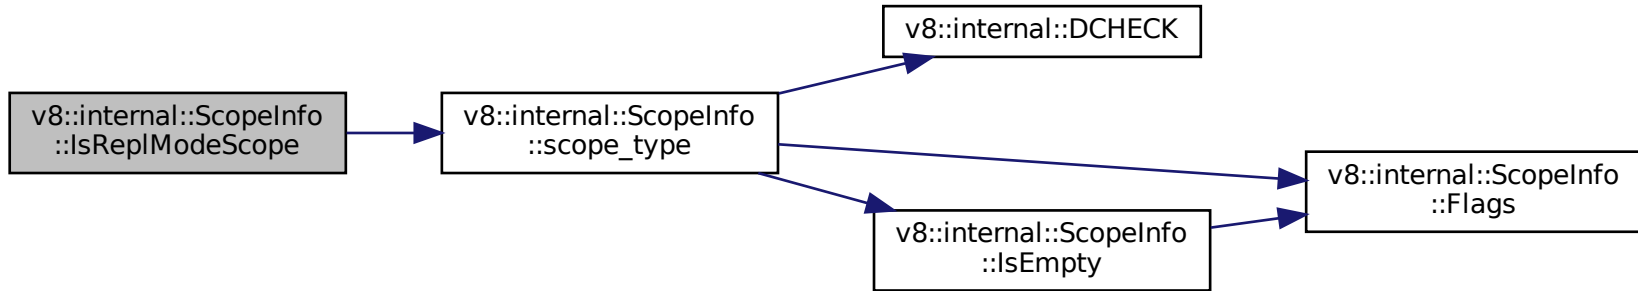 v8::internal::ScopeInfo
::IsReplModeScope
v8::internal::ScopeInfo
::scope_type
v8::internal::DCHECK
v8::internal::ScopeInfo
::IsEmpty
v8::internal::ScopeInfo
::Flags